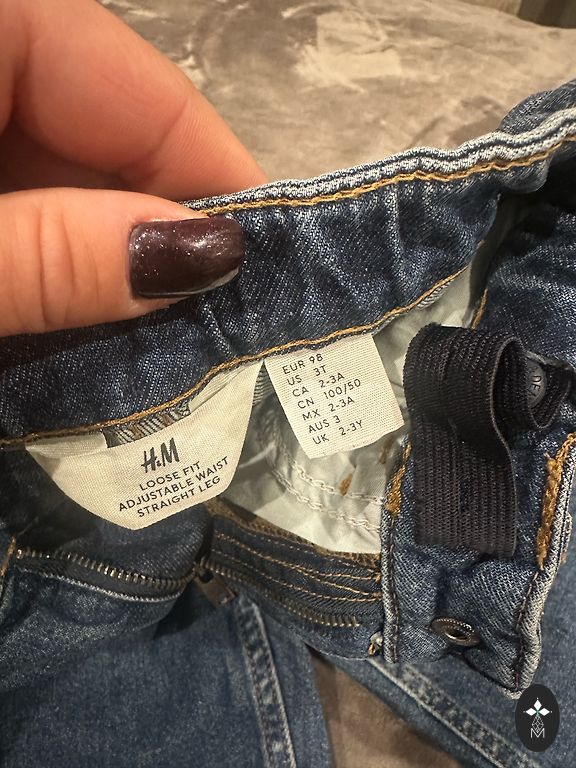 H&M
LOOSE FIT
ADJUSTABLE WAIST
STRAIGHT LEG
EUR 98
US 3T
CA 2-3A
CN 100/50
MX 2-3A
AUS 3
UK 2-3Y
M